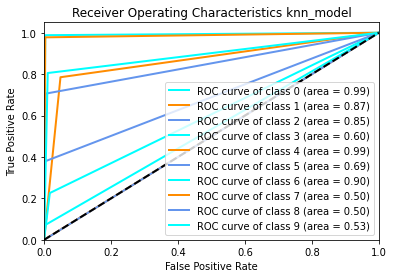 Receiver Operating Characteristics knn_model
True Positive Rate
1.0
0.8
0.6
0.4
0.2
0.0
ROC curve of class 0 (area = 0.99)
ROC curve of class 1 (area = 0.87)
ROC curve of class 2 (area = 0.85)
ROC curve of class 3 (area = 0.60)
ROC curve of class 4 (area = 0.99)
ROC curve of class 5 (area = 0.69)
ROC curve of class 6 (area = 0.90)
ROC curve of class 7 (area = 0.50)
ROC curve of class 8 (area = 0.50)
ROC curve of class 9 (area = 0.53)
0.0 0.2 0.4 0.6 0.8 1.0
False Positive Rate